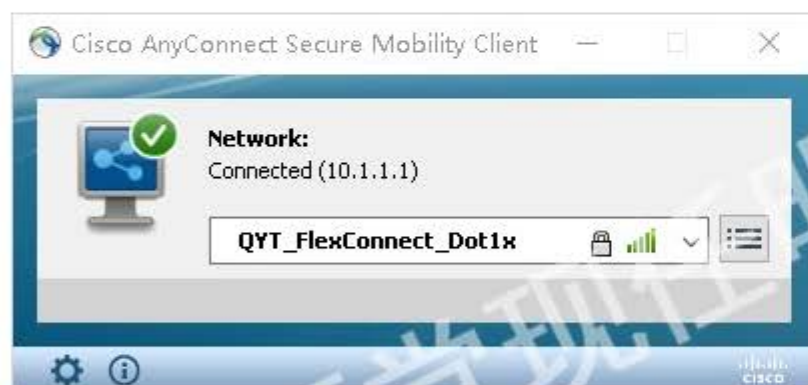 Cisco AnyConnect Secure Mobility Client
Network:
Connected (10.1.1.1)
QYT_FlexConnect_Dot1x
CISCO